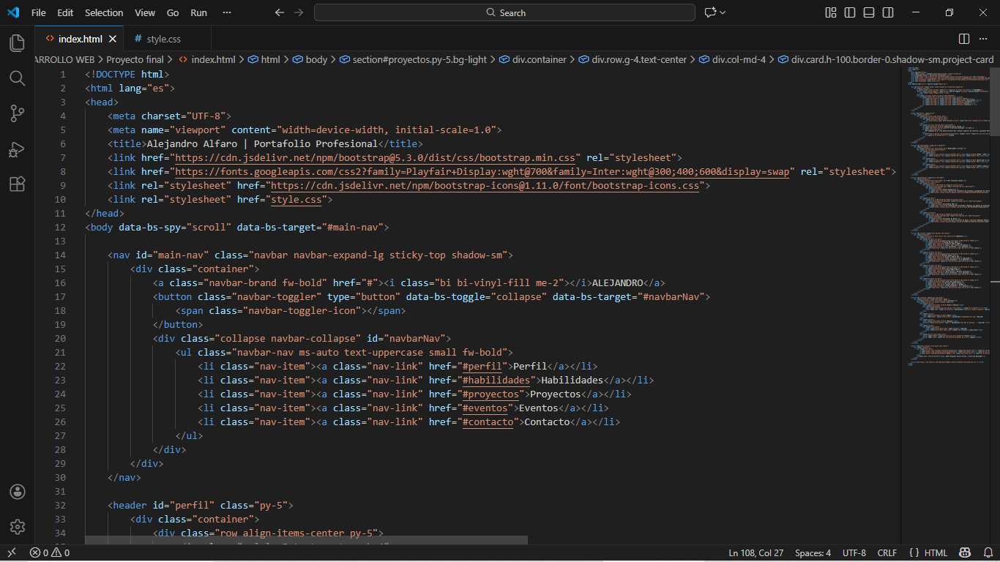 File Edit Selection View Go Run ··· Search
index.html style.css
ARROLLO WEB > Proyecto final > index.html > html > body > section#proyectos.py-5.bg-light > div.container > div.row.g-4.text-center > div.col-md-4 > div.card.h-100.border-0.shadow-sm.project-card
1 <!DOCTYPE html>
2 <html lang="es">
3 <head>
4 <meta charset="UTF-8">
5 <meta name="viewport" content="width=device-width, initial-scale=1.0">
6 <title>Alejandro Alfaro | Portafolio Profesional</title>
7 <link href="https://cdn.jsdelivr.net/npm/bootstrap@5.3.0/dist/css/bootstrap.min.css" rel="stylesheet">
8 <link href="https://fonts.googleapis.com/css2?family=Playfair+Display:wght@700&family=Inter:wght@300;400;600&display=swap" rel="stylesheet">
9 <link rel="stylesheet" href="https://cdn.jsdelivr.net/npm/bootstrap-icons@1.11.0/font/bootstrap-icons.css">
10 <link rel="stylesheet" href="style.css">
11 </head>
12 <body data-bs-spy="scroll" data-bs-target="#main-nav">
13
14 <nav id="main-nav" class="navbar navbar-expand-lg sticky-top shadow-sm">
15 <div class="container">
16 <a class="navbar-brand fw-bold" href="#"><i class="bi bi-vinyl-fill me-2"></i>ALEJANDRO</a>
17 <button class="navbar-toggler" type="button" data-bs-toggle="collapse" data-bs-target="#navbarNav">
18 <span class="navbar-toggler-icon"></span>
19 </button>
20 <div class="collapse navbar-collapse" id="navbarNav">
21 <ul class="navbar-nav ms-auto text-uppercase small fw-bold">
22 <li class="nav-item"><a class="nav-link" href="#perfil">Perfil</a></li>
23 <li class="nav-item"><a class="nav-link" href="#habilidades">Habilidades</a></li>
24 <li class="nav-item"><a class="nav-link" href="#proyectos">Proyectos</a></li>
25 <li class="nav-item"><a class="nav-link" href="#eventos">Eventos</a></li>
26 <li class="nav-item"><a class="nav-link" href="#contacto">Contacto</a></li>
27 </ul>
28 </div>
29 </div>
30 </nav>
31
32 <header id="perfil" class="py-5">
33 <div class="container">
34 <div class="row align-items-center py-5">
0 0 Ln 108, Col 27 Spaces: 4 UTF-8 CRLF {} HTML